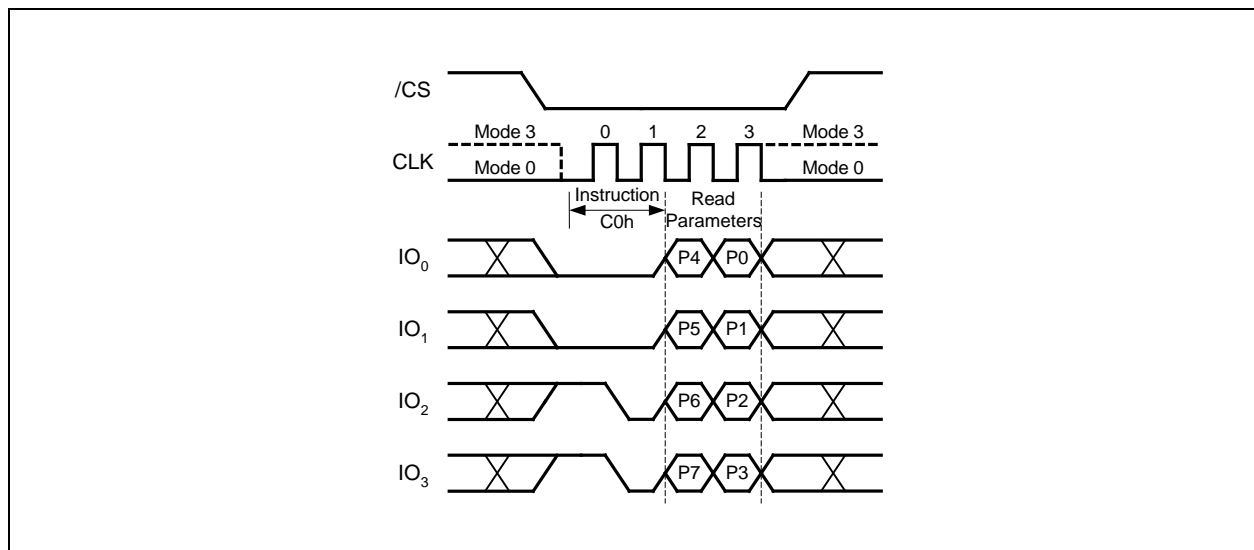 /CS
Mode 3 0 1 2 3 Mode 3
CLK
Mode 0 Mode 0
Instruction Read
C0h Parameters
IO0 P4 P0
IO1 P5 P1
IO2 P6 P2
IO3 P7 P3